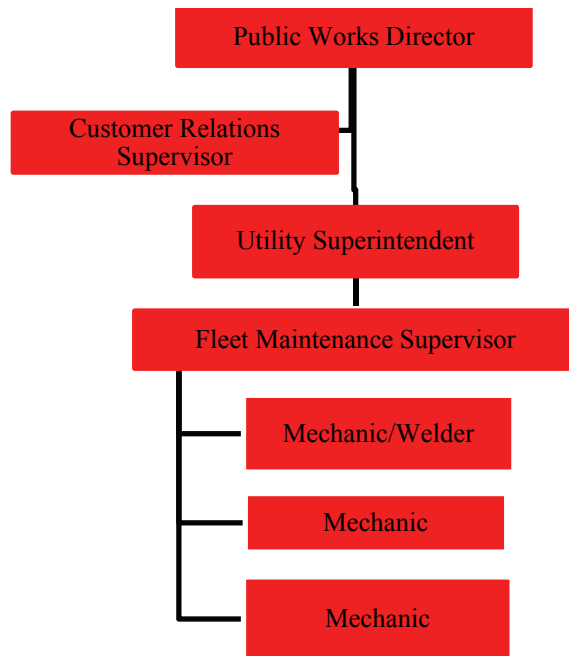 Public Works Director
Customer Relations
Supervisor
Utility Superintendent
Fleet Maintenance Supervisor
Mechanic/Welder
Mechanic
Mechanic